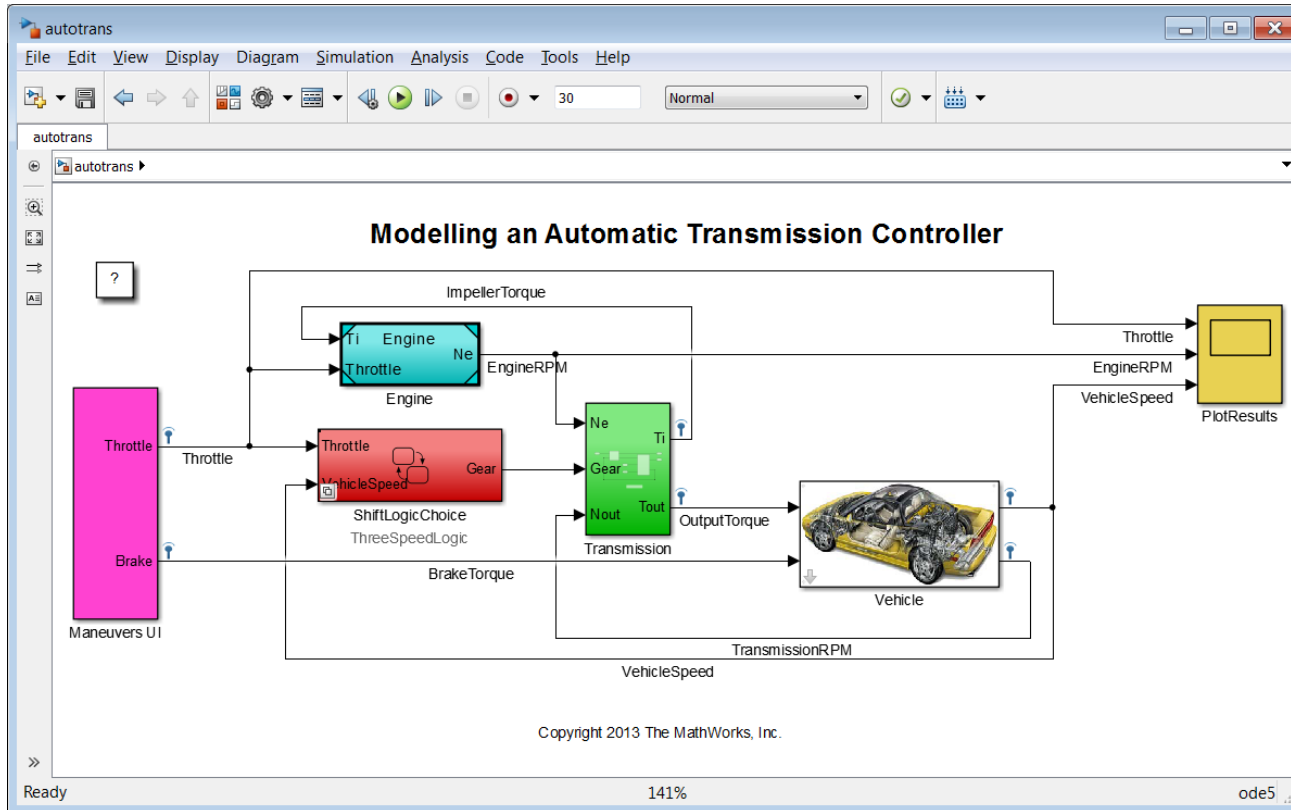 autotrans
File Edit View Display Diagram Simulation Analysis Code Tools Help
30 Normal
autotrans
autotrans
Modelling an Automatic Transmission Controller
?
ImpellerTorque
Ti Engine
Ne
Throttle
Engine
EngineRPM
Throttle
EngineRPM
VehicleSpeed
PlotResults
Throttle
Throttle
Brake
Maneuvers UI
Throttle
VehicleSpeed
Gear
ShiftLogicChoice
ThreeSpeedLogic
Ne
Ti
Gear
Tout
Nout
Transmission
OutputTorque
BrakeTorque
Vehicle
TransmissionRPM
VehicleSpeed
Copyright 2013 The MathWorks, Inc.
Ready 141% ode5